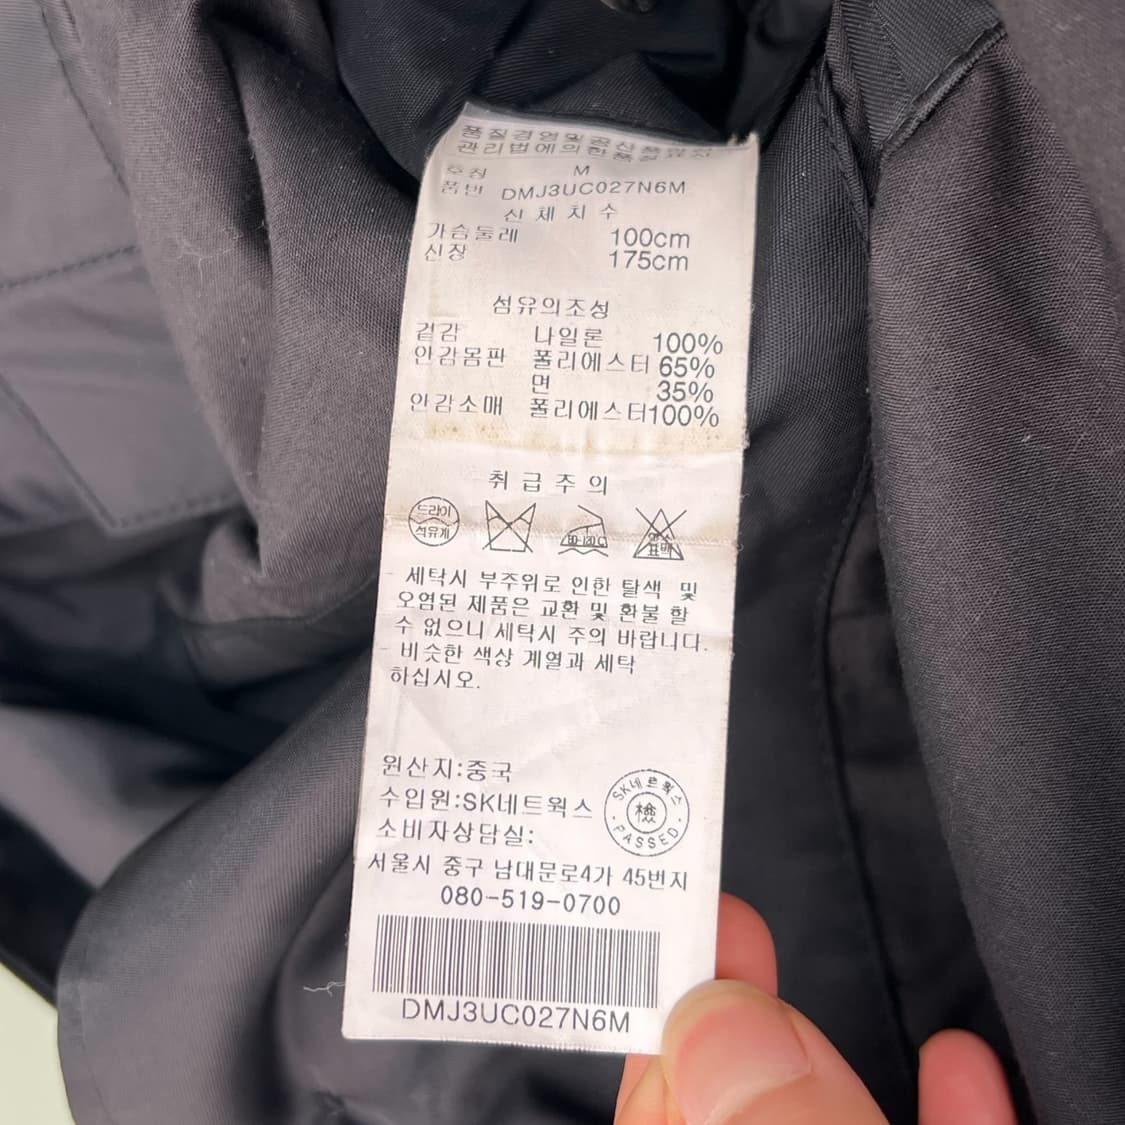 품질경영및공산품안전
관리법에의한품질표시
호칭 M
품번 DMJ3UC027N6M
신체치수
가슴둘레 100cm
신장 175cm
섬유의조성
겉감 나일론 100%
안감몸판 폴리에스터 65%
면 35%
안감소매 폴리에스터100%
취급주의
드라이
석유계
80-120℃
염소
표백
- 세탁시 부주위로 인한 탈색 및
오염된 제품은 교환 및 환불 할
수 없으니 세탁시 주의 바랍니다.
- 비슷한 색상 계열과 세탁
하십시오.
원산지:중국
수입원:SK네트웍스
SK네트웍스
檢
PASSED
소비자상담실:
서울시 중구 남대문로4가 45번지
080-519-0700
DMJ3UC027N6M